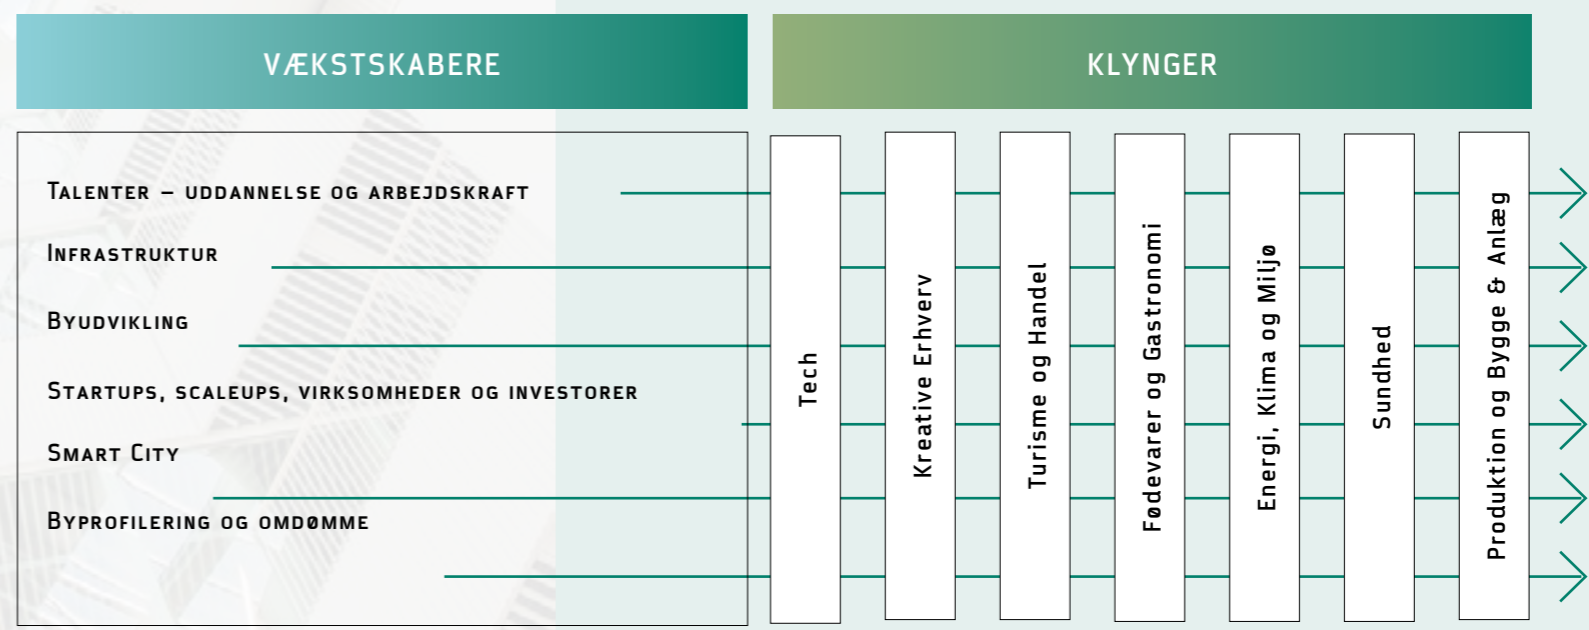 VÆKSTSKABERE
KLYNGER
Talenter – uddannelse og arbejdskraft
Infrastruktur
Byudvikling
Startups, scaleups, virksomheder og investorer
Smart City
Byprofilering og omdømme
Tech
Kreative Erhverv
Turisme og Handel
Fødevarer og Gastronomi
Energi, Klima og Miljø
Sundhed
Produktion og Bygge & Anlæg